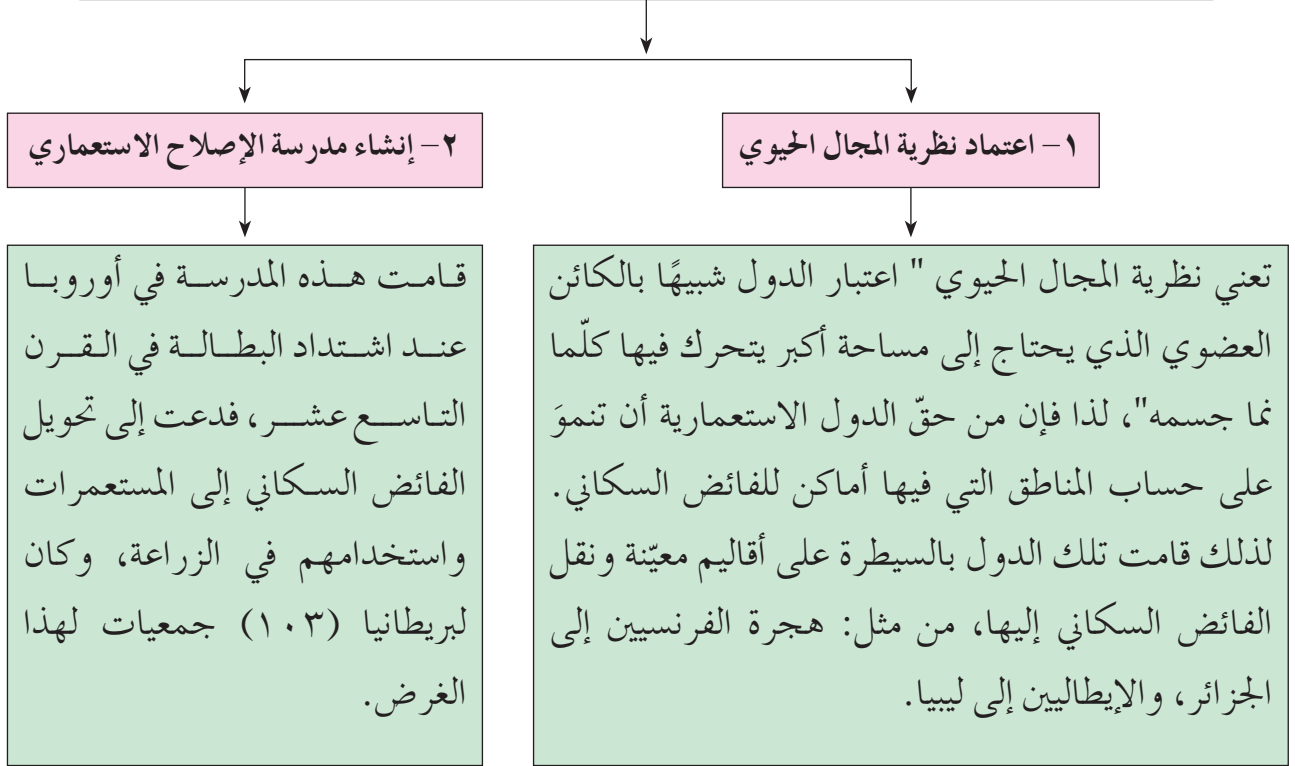 ١- اعتماد نظرية المجال الحيوي
تعني نظرية المجال الحيوي " اعتبار الدول شبيهًا بالكائن
العضوي الذي يحتاج إلى مساحة أكبر يتحرك فيها كلّما
نما جسمه"، لذا فإن من حقّ الدول الاستعمارية أن تنموَ
على حساب المناطق التي فيها أماكن للفائض السكاني.
لذلك قامت تلك الدول بالسيطرة على أقاليم معيّنة ونقل
الفائض السكاني إليها، من مثل: هجرة الفرنسيين إلى
الجزائر، والإيطاليين إلى ليبيا.
٢- إنشاء مدرسة الإصلاح الاستعماري
قامت هذه المدرسة في أوروبا
عند اشتداد البطالة في القرن
التاسع عشر، فدعت إلى تحويل
الفائض السكاني إلى المستعمرات
واستخدامهم في الزراعة، وكان
لبريطانيا (١٠٣) جمعيات لهذا
الغرض.